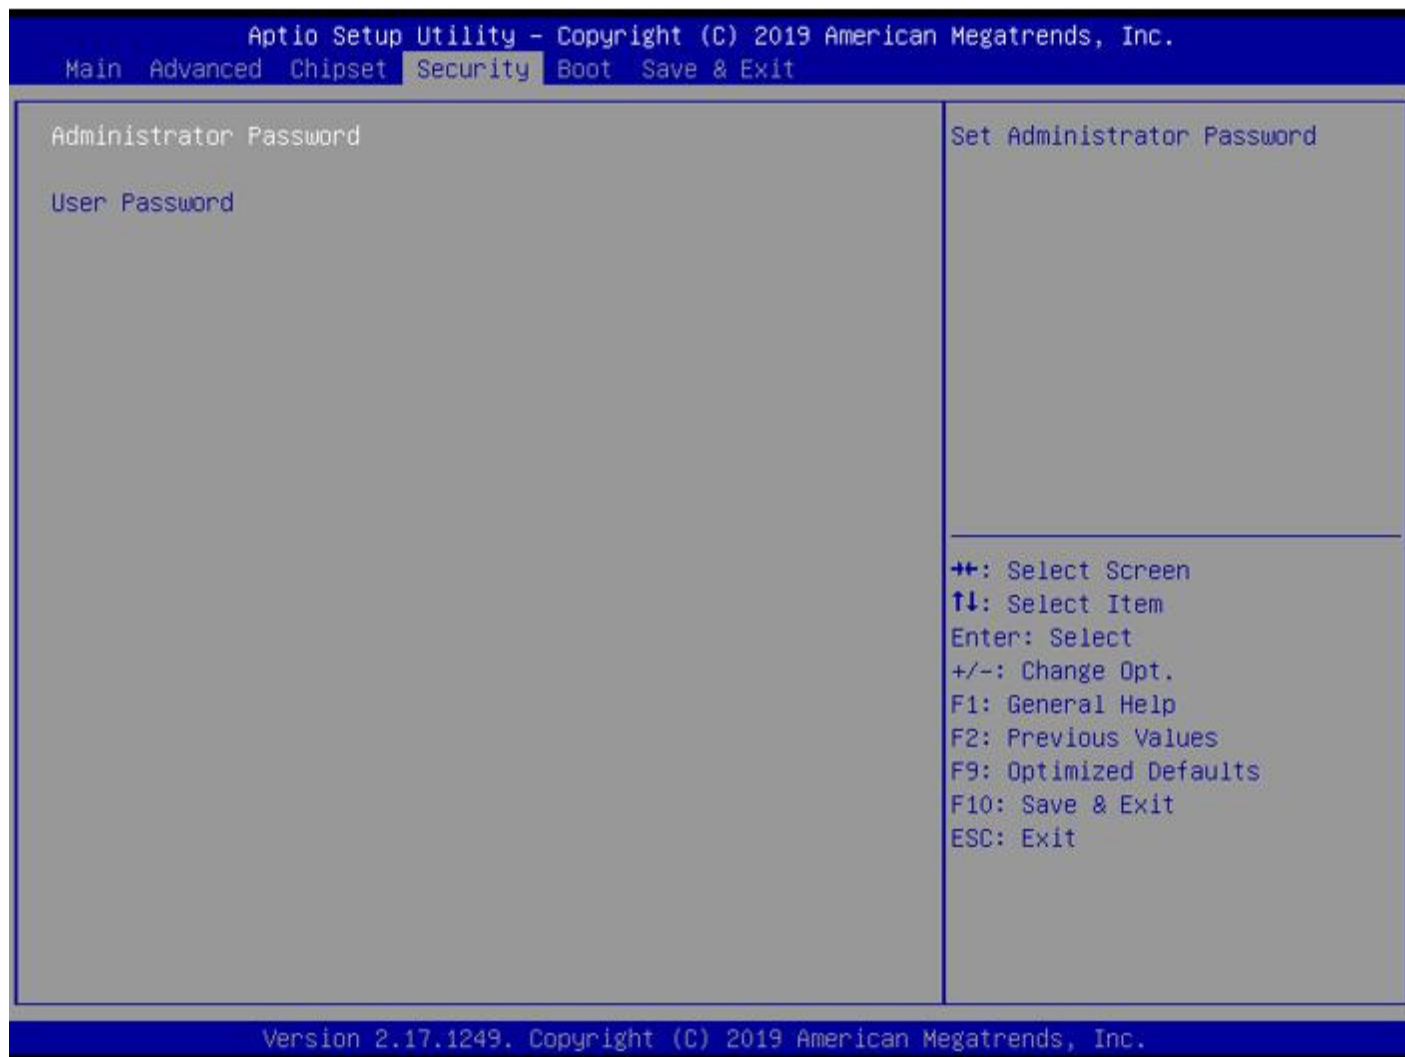 Aptio Setup Utility – Copyright (C) 2019 American Megatrends, Inc.
Main Advanced Chipset Security Boot Save & Exit
Administrator Password
User Password
Set Administrator Password
→←: Select Screen
↑↓: Select Item
Enter: Select
+/-: Change Opt.
F1: General Help
F2: Previous Values
F9: Optimized Defaults
F10: Save & Exit
ESC: Exit
Version 2.17.1249. Copyright (C) 2019 American Megatrends, Inc.